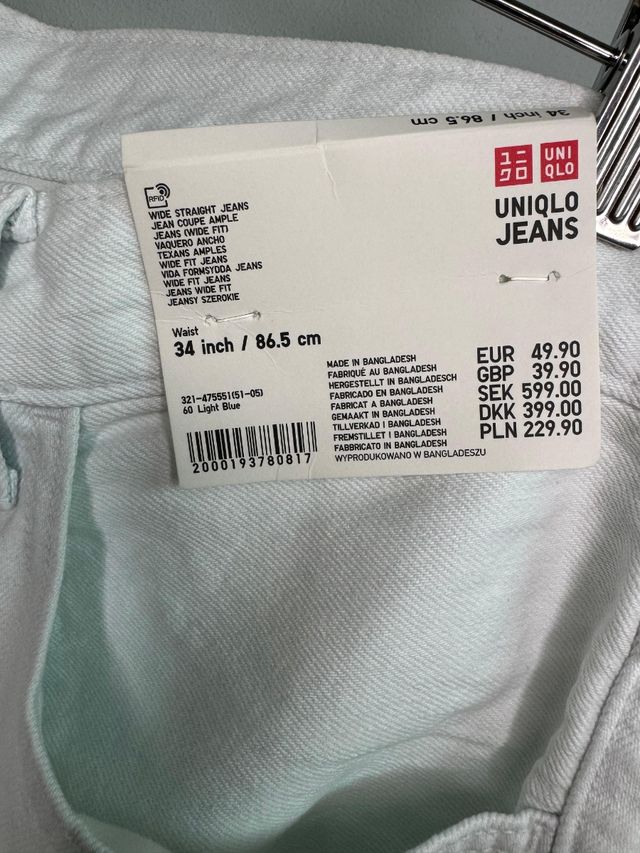 34 inch / 86.5 cm
RFID
ユニ
クロ
UNI
QLO
UNIQLO
JEANS
WIDE STRAIGHT JEANS
JEAN COUPE AMPLE
JEANS (WIDE FIT)
VAQUERO ANCHO
TEXANS AMPLES
WIDE FIT JEANS
VIDA FORMSYDDA JEANS
WIDE FIT JEANS
JEANS WIDE FIT
JEANSY SZEROKIE
Waist
34 inch / 86.5 cm
321-475551(51-05)
60 Light Blue
2000193780817
MADE IN BANGLADESH
FABRIQUÉ AU BANGLADESH
HERGESTELLT IN BANGLADESCH
FABRICADO EN BANGLADESH
FABRICAT A BANGLADESH
GEMAAKT IN BANGLADESH
TILLVERKAD I BANGLADESH
FREMSTILLET I BANGLADESH
FABBRICATO IN BANGLADESH
WYPRODUKOWANO W BANGLADESZU
EUR 49.90
GBP 39.90
SEK 599.00
DKK 399.00
PLN 229.90